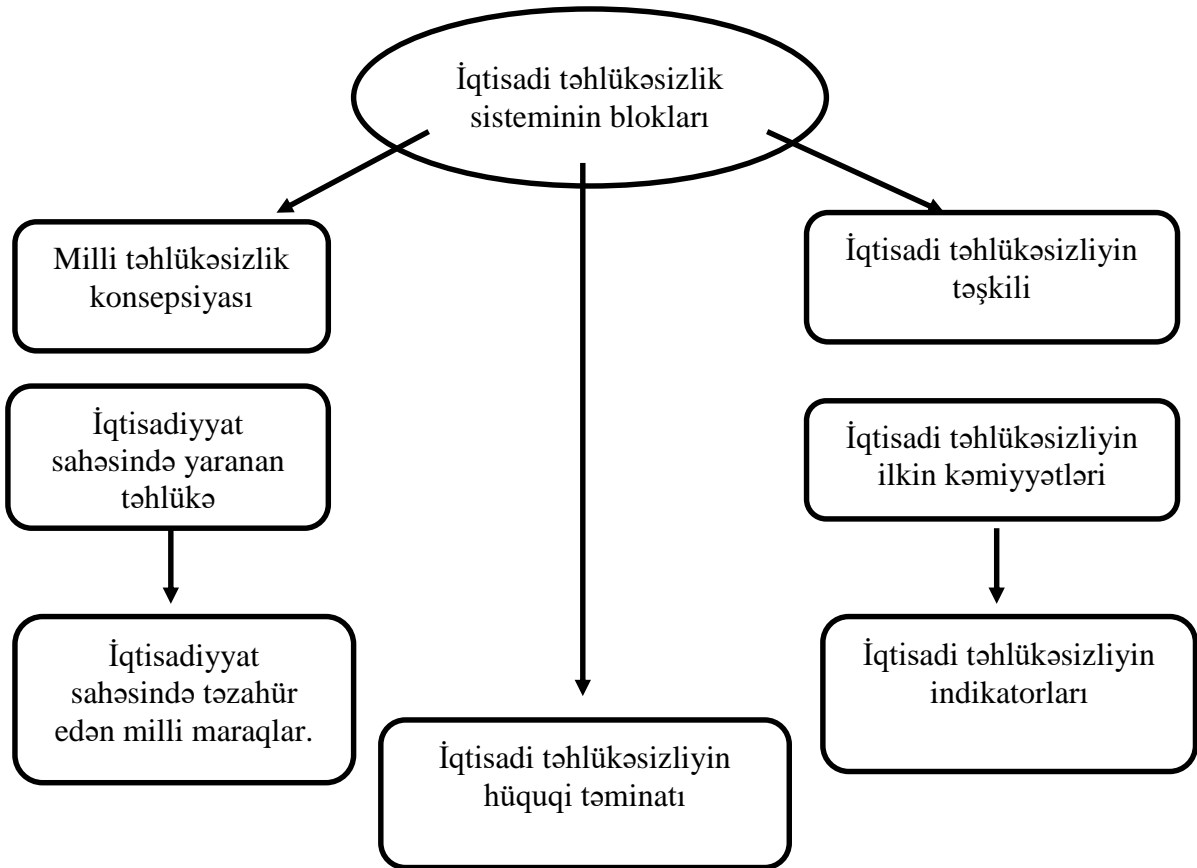 İqtisadi təhlükəsizlik
sisteminin blokları
Milli təhlükəsizlik
konsepsiyası
İqtisadi təhlükəsizliyin
təşkili
İqtisadiyyat
sahəsində yaranan
təhlükə
İqtisadi təhlükəsizliyin
ilkin kəmiyyətləri
İqtisadiyyat
sahəsində təzahür
edən milli maraqlar.
İqtisadi təhlükəsizliyin
indikatorları
İqtisadi təhlükəsizliyin
hüquqi təminatı